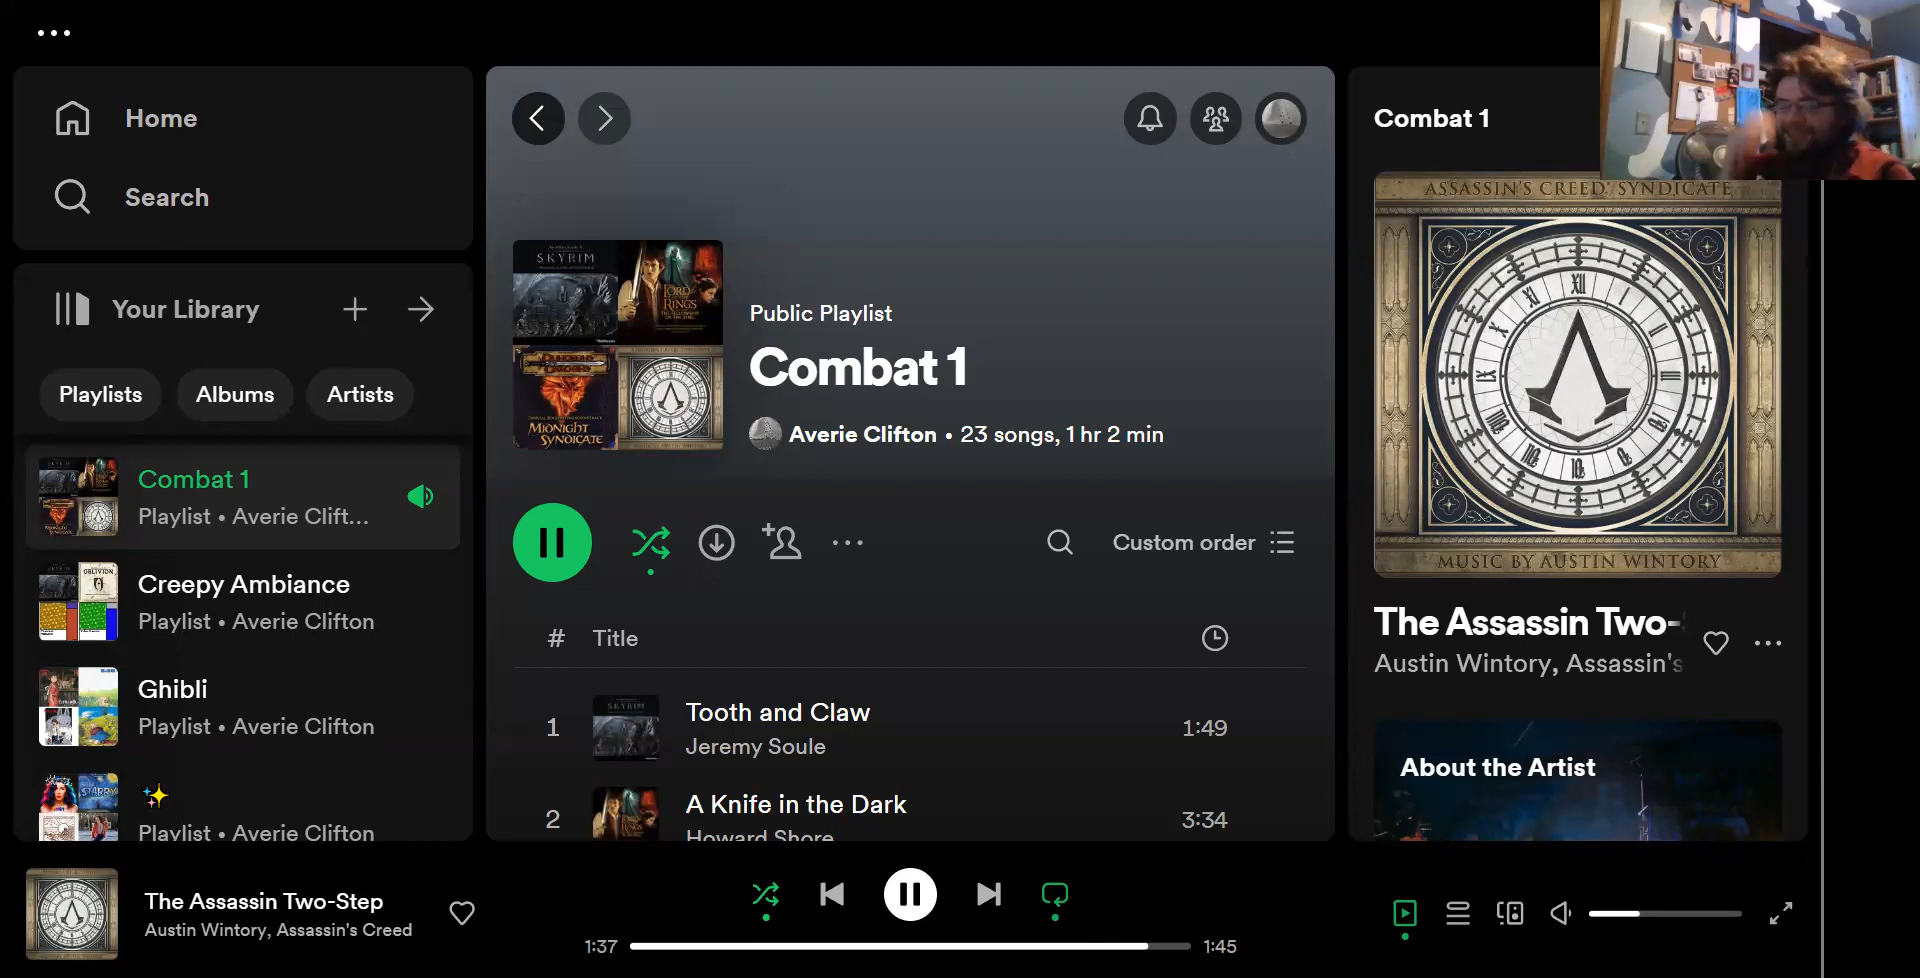 Home
Search
Your Library
Playlists
Albums
Artists
Combat 1
Playlist • Averie Clift...
Creepy Ambiance
Playlist • Averie Clifton
Ghibli
Playlist • Averie Clifton
✨
Playlist • Averie Clifton
SKYRIM
LORD
OF THE
RINGS
DUNGEONS
DRAGONS
MIDNIGHT
SYNDICATE
Public Playlist
Combat 1
Averie Clifton • 23 songs, 1 hr 2 min
Custom order
# Title
1 Tooth and Claw 1:49
Jeremy Soule
2 A Knife in the Dark 3:34
Howard Shore
Combat 1
ASSASSIN'S CREED SYNDICATE
MUSIC BY AUSTIN WINTORY
The Assassin Two-
Austin Wintory, Assassin's
About the Artist
The Assassin Two-Step
Austin Wintory, Assassin's Creed
1:37
1:45